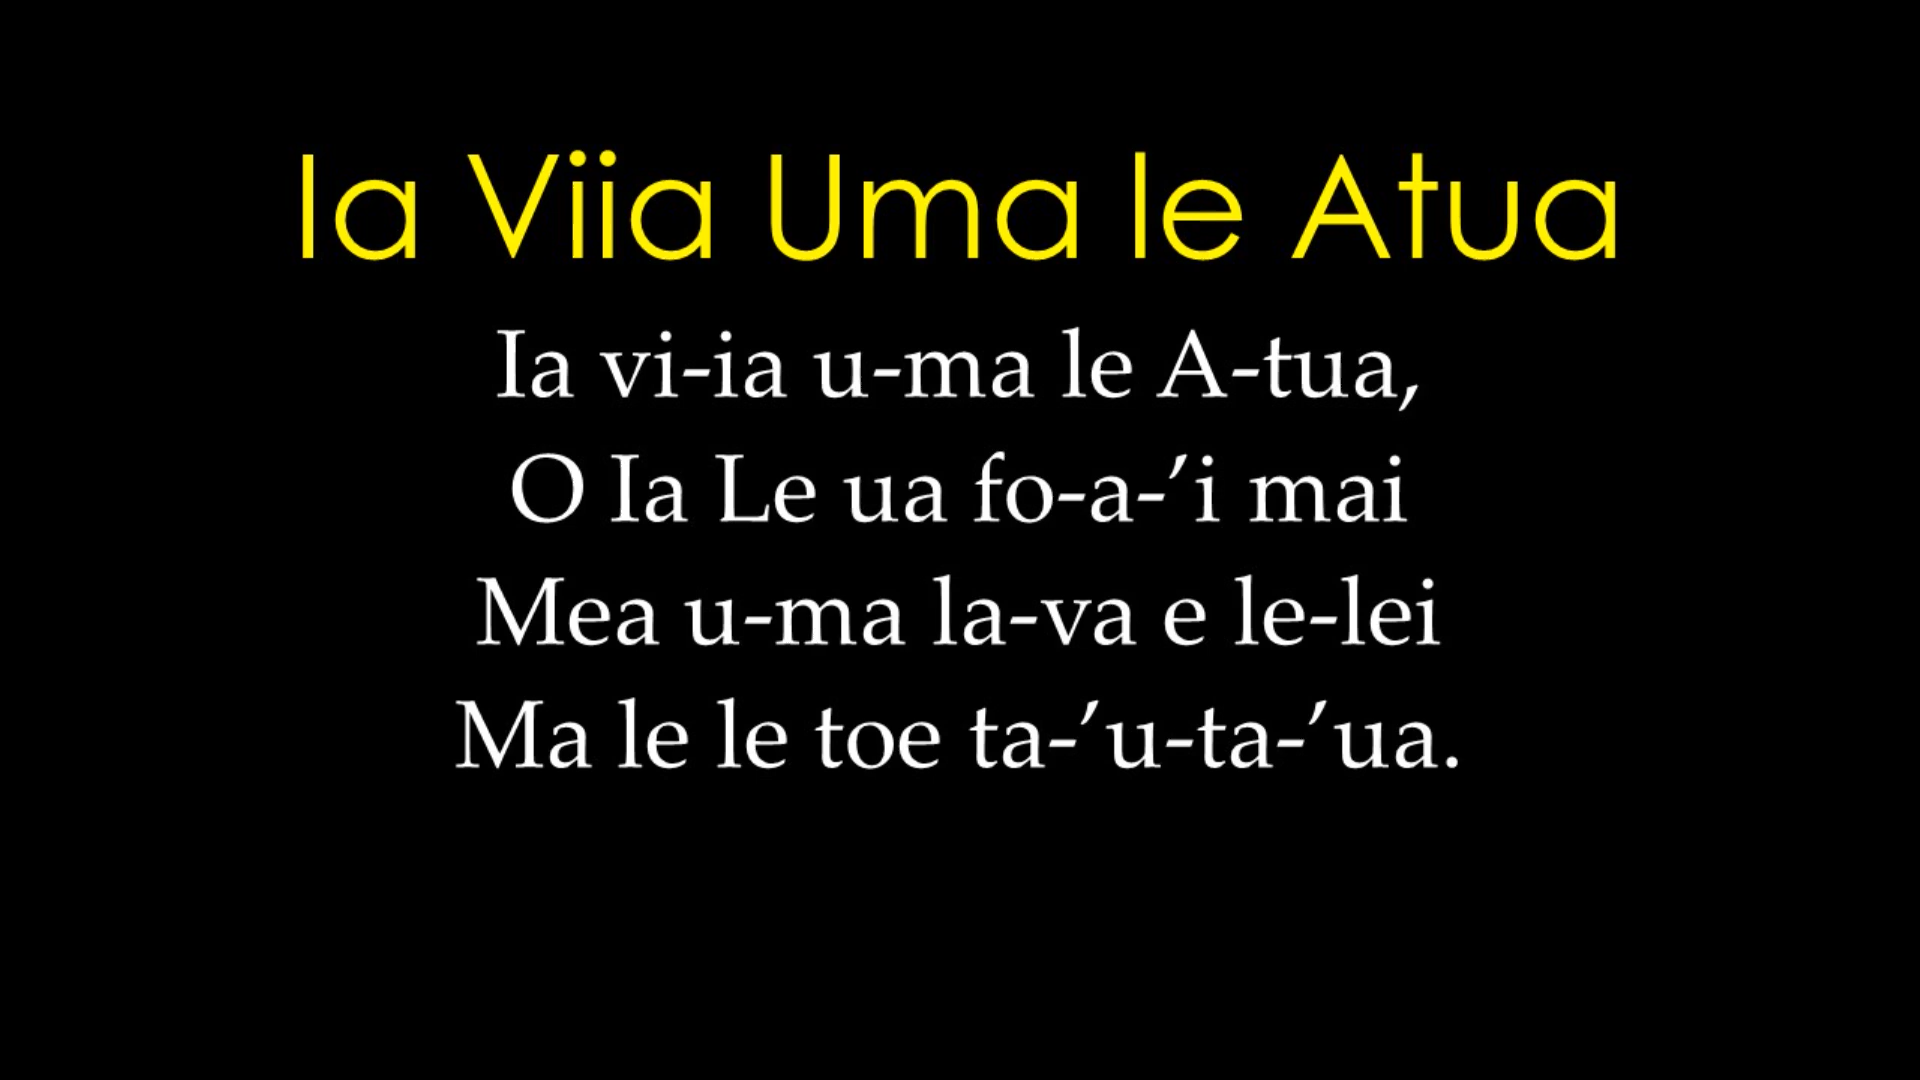 Ia Viia Uma le Atua
Ia vi-ia u-ma le A-tua,
O Ia Le ua fo-a-’i mai
Mea u-ma la-va e le-lei
Ma le le toe ta-’u-ta-’ua.